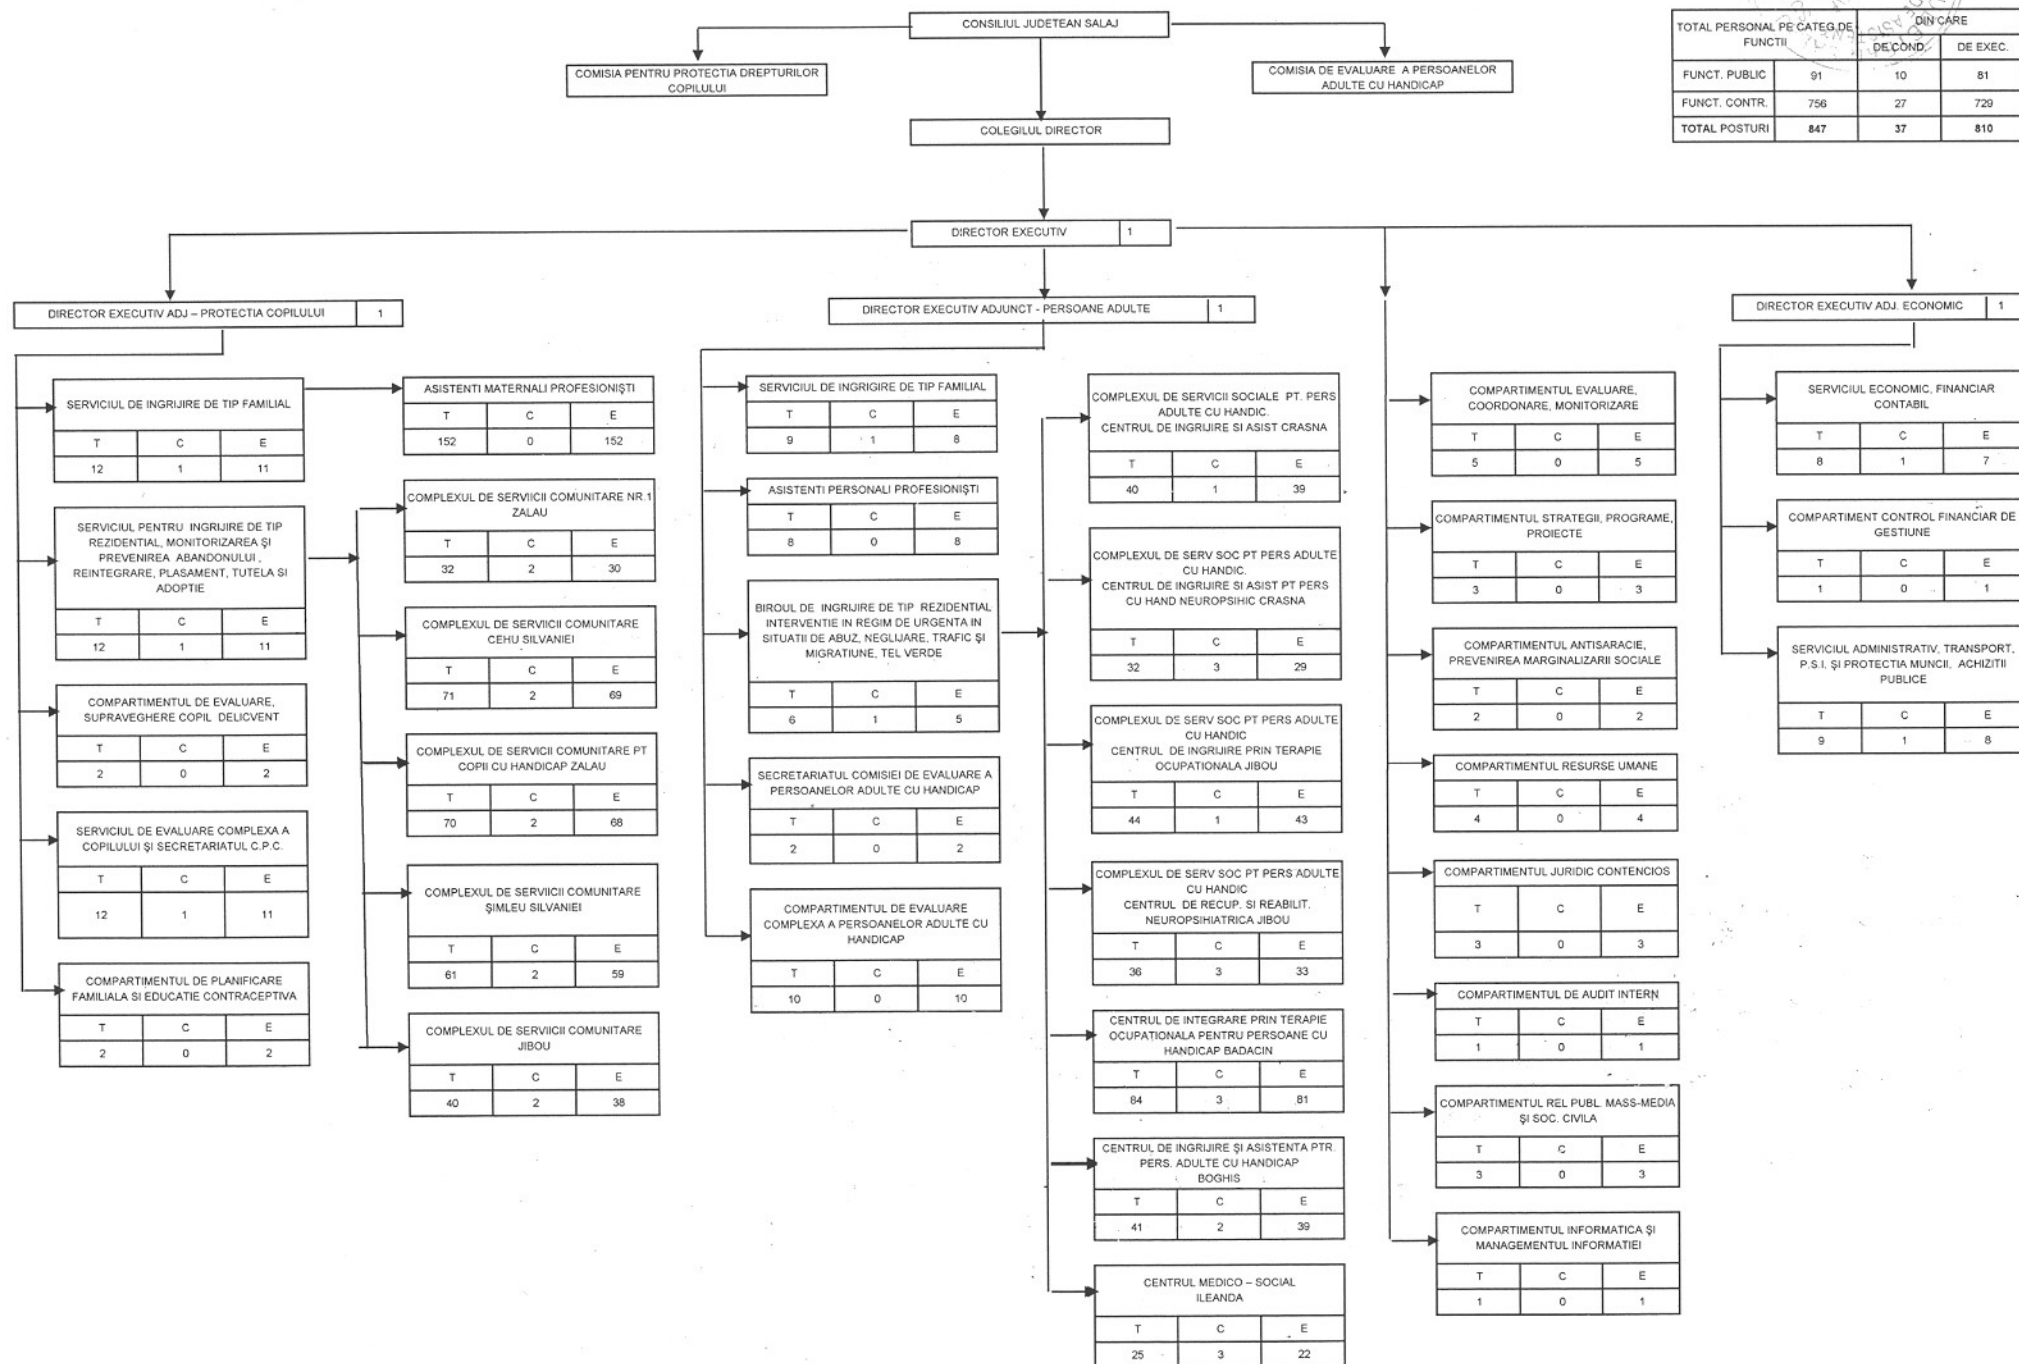 CONSILIUL JUDETEAN SALAJ
COMISIA PENTRU PROTECTIA DREPTURILOR
COPILULUI
COMISIA DE EVALUARE A PERSOANELOR
ADULTE CU HANDICAP
TOTAL PERSONAL PE CATEG.DE
FUNCTII
DIN CARE
DE COND.
DE EXEC.
FUNCT. PUBLIC 91 10 81
FUNCT. CONTR. 756 27 729
TOTAL POSTURI 847 37 810
COLEGILUL DIRECTOR
DIRECTOR EXECUTIV 1
DIRECTOR EXECUTIV ADJ – PROTECTIA COPILULUI 1
DIRECTOR EXECUTIV ADJUNCT - PERSOANE ADULTE 1
DIRECTOR EXECUTIV ADJ. ECONOMIC 1
SERVICIUL DE INGRIJIRE DE TIP FAMILIAL
T C E
12 1 11
SERVICIUL PENTRU INGRIJIRE DE TIP
REZIDENTIAL, MONITORIZAREA ŞI
PREVENIREA ABANDONULUI ,
REINTEGRARE, PLASAMENT, TUTELA SI
ADOPTIE
T C E
12 1 11
COMPARTIMENTUL DE EVALUARE,
SUPRAVEGHERE COPIL DELICVENT
T C E
2 0 2
SERVICIUL DE EVALUARE COMPLEXA A
COPILULUI ŞI SECRETARIATUL C.P.C.
T C E
12 1 11
COMPARTIMENTUL DE PLANIFICARE
FAMILIALA SI EDUCATIE CONTRACEPTIVA
T C E
2 0 2
ASISTENTI MATERNALI PROFESIONIŞTI
T C E
152 0 152
COMPLEXUL DE SERVIICII COMUNITARE NR.1
ZALAU
T C E
32 2 30
COMPLEXUL DE SERVIICII COMUNITARE
CEHU SILVANIEI
T C E
71 2 69
COMPLEXUL DE SERVICII COMUNITARE PT
COPII CU HANDICAP ZALAU
T C E
70 2 68
COMPLEXUL DE SERVIICII COMUNITARE
ŞIMLEU SILVANIEI
T C E
61 2 59
COMPLEXUL DE SERVIICII COMUNITARE
JIBOU
T C E
40 2 38
SERVICIUL DE INGRIGIRE DE TIP FAMILIAL
T C E
9 1 8
ASISTENTI PERSONALI PROFESIONIŞTI
T C E
8 0 8
BIROUL DE INGRIJIRE DE TIP REZIDENTIAL
INTERVENTIE IN REGIM DE URGENTA IN
SITUATII DE ABUZ, NEGLIJARE, TRAFIC ŞI
MIGRATIUNE, TEL VERDE
T C E
6 1 5
SECRETARIATUL COMISIEI DE EVALUARE A
PERSOANELOR ADULTE CU HANDICAP
T C E
2 0 2
COMPARTIMENTUL DE EVALUARE
COMPLEXA A PERSOANELOR ADULTE CU
HANDICAP
T C E
10 0 10
COMPLEXUL DE SERVICII SOCIALE PT. PERS
ADULTE CU HANDIC.
CENTRUL DE INGRIJIRE SI ASIST CRASNA
T C E
40 1 39
COMPLEXUL DE SERV SOC PT PERS ADULTE
CU HANDIC.
CENTRUL DE INGRIJIRE SI ASIST PT PERS
CU HAND NEUROPSIHIC CRASNA
T C E
32 3 29
COMPLEXUL DE SERV SOC PT PERS ADULTE
CU HANDIC
CENTRUL DE INGRIJIRE PRIN TERAPIE
OCUPATIONALA JIBOU
T C E
44 1 43
COMPLEXUL DE SERV SOC PT PERS ADULTE
CU HANDIC
CENTRUL DE RECUP. SI REABILIT.
NEUROPSIHIATRICA JIBOU
T C E
36 3 33
CENTRUL DE INTEGRARE PRIN TERAPIE
OCUPATIONALA PENTRU PERSOANE CU
HANDICAP BADACIN
T C E
84 3 81
CENTRUL DE INGRIJIRE ŞI ASISTENTA PTR.
PERS. ADULTE CU HANDICAP
BOGHIS
T C E
41 2 39
CENTRUL MEDICO – SOCIAL
ILEANDA
T C E
25 3 22
COMPARTIMENTUL EVALUARE,
COORDONARE, MONITORIZARE
T C E
5 0 5
COMPARTIMENTUL STRATEGII, PROGRAME,
PROIECTE
T C E
3 0 3
COMPARTIMENTUL ANTISARACIE,
PREVENIREA MARGINALIZARII SOCIALE
T C E
2 0 2
COMPARTIMENTUL RESURSE UMANE
T C E
4 0 4
COMPARTIMENTUL JURIDIC CONTENCIOS
T C E
3 0 3
COMPARTIMENTUL DE AUDIT INTERN
T C E
1 0 1
COMPARTIMENTUL REL PUBL. MASS-MEDIA
ŞI SOC. CIVILA
T C E
3 0 3
COMPARTIMENTUL INFORMATICA ŞI
MANAGEMENTUL INFORMATIEI
T C E
1 0 1
SERVICIUL ECONOMIC, FINANCIAR
CONTABIL
T C E
8 1 7
COMPARTIMENT CONTROL FINANCIAR DE
GESTIUNE
T C E
1 0 1
SERVICIUL ADMINISTRATIV, TRANSPORT,
P.S.I. ŞI PROTECTIA MUNCII, ACHIZITII
PUBLICE
T C E
9 1 8